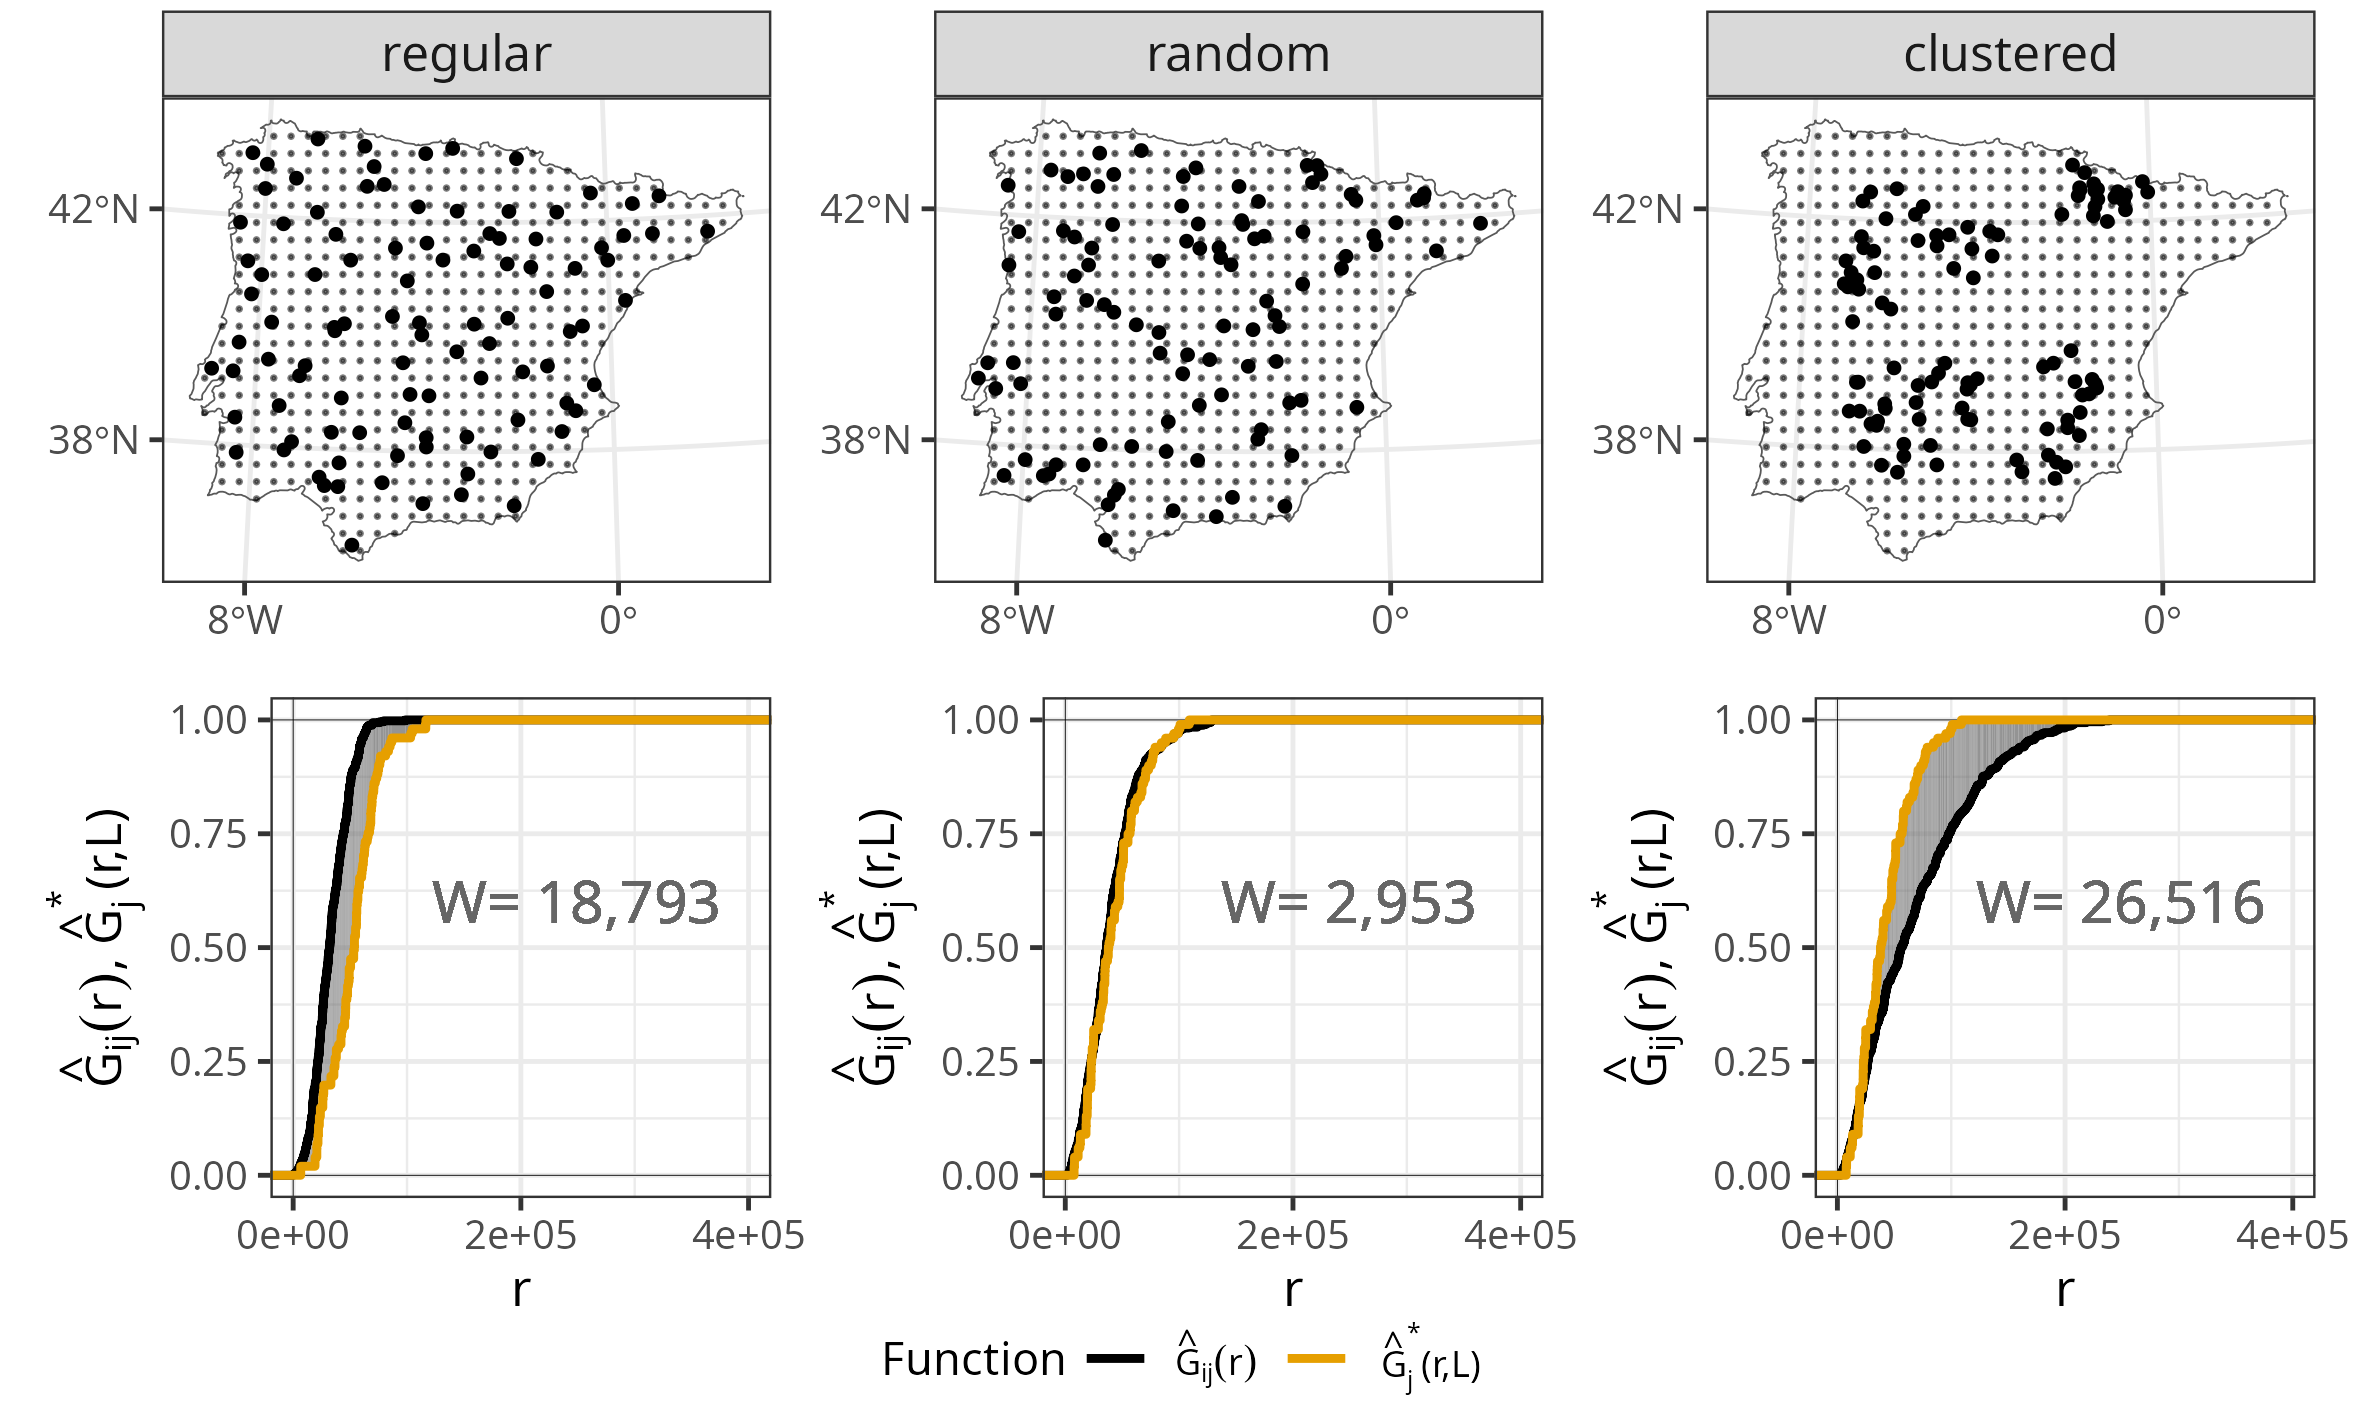 regular random clustered
42°N 42°N 42°N
38°N 38°N 38°N
8°W 0° 8°W 0° 8°W 0°
Ĝij(r), Ĝj*(r,L) Ĝij(r), Ĝj*(r,L) Ĝij(r), Ĝj*(r,L)
1.00 1.00 1.00
0.75 0.75 0.75
W= 18,793 W= 2,953 W= 26,516
0.50 0.50 0.50
0.25 0.25 0.25
0.00 0.00 0.00
0e+00 2e+05 4e+05 0e+00 2e+05 4e+05 0e+00 2e+05 4e+05
r r r
Function Ĝij(r) Ĝj*(r,L)